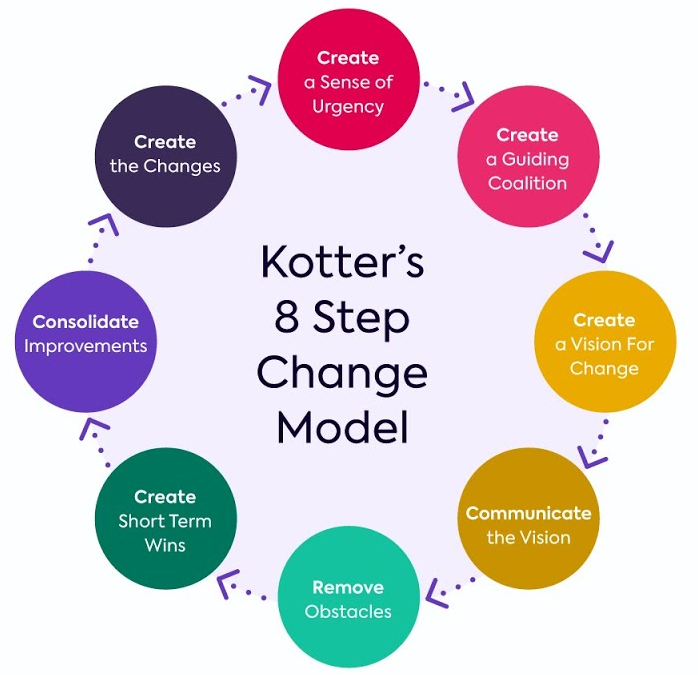 Create
a Sense of
Urgency
Create
a Guiding
Coalition
Create
a Vision For
Change
Communicate
the Vision
Remove
Obstacles
Create
Short Term
Wins
Consolidate
Improvements
Create
the Changes
Kotter's
8 Step
Change
Model